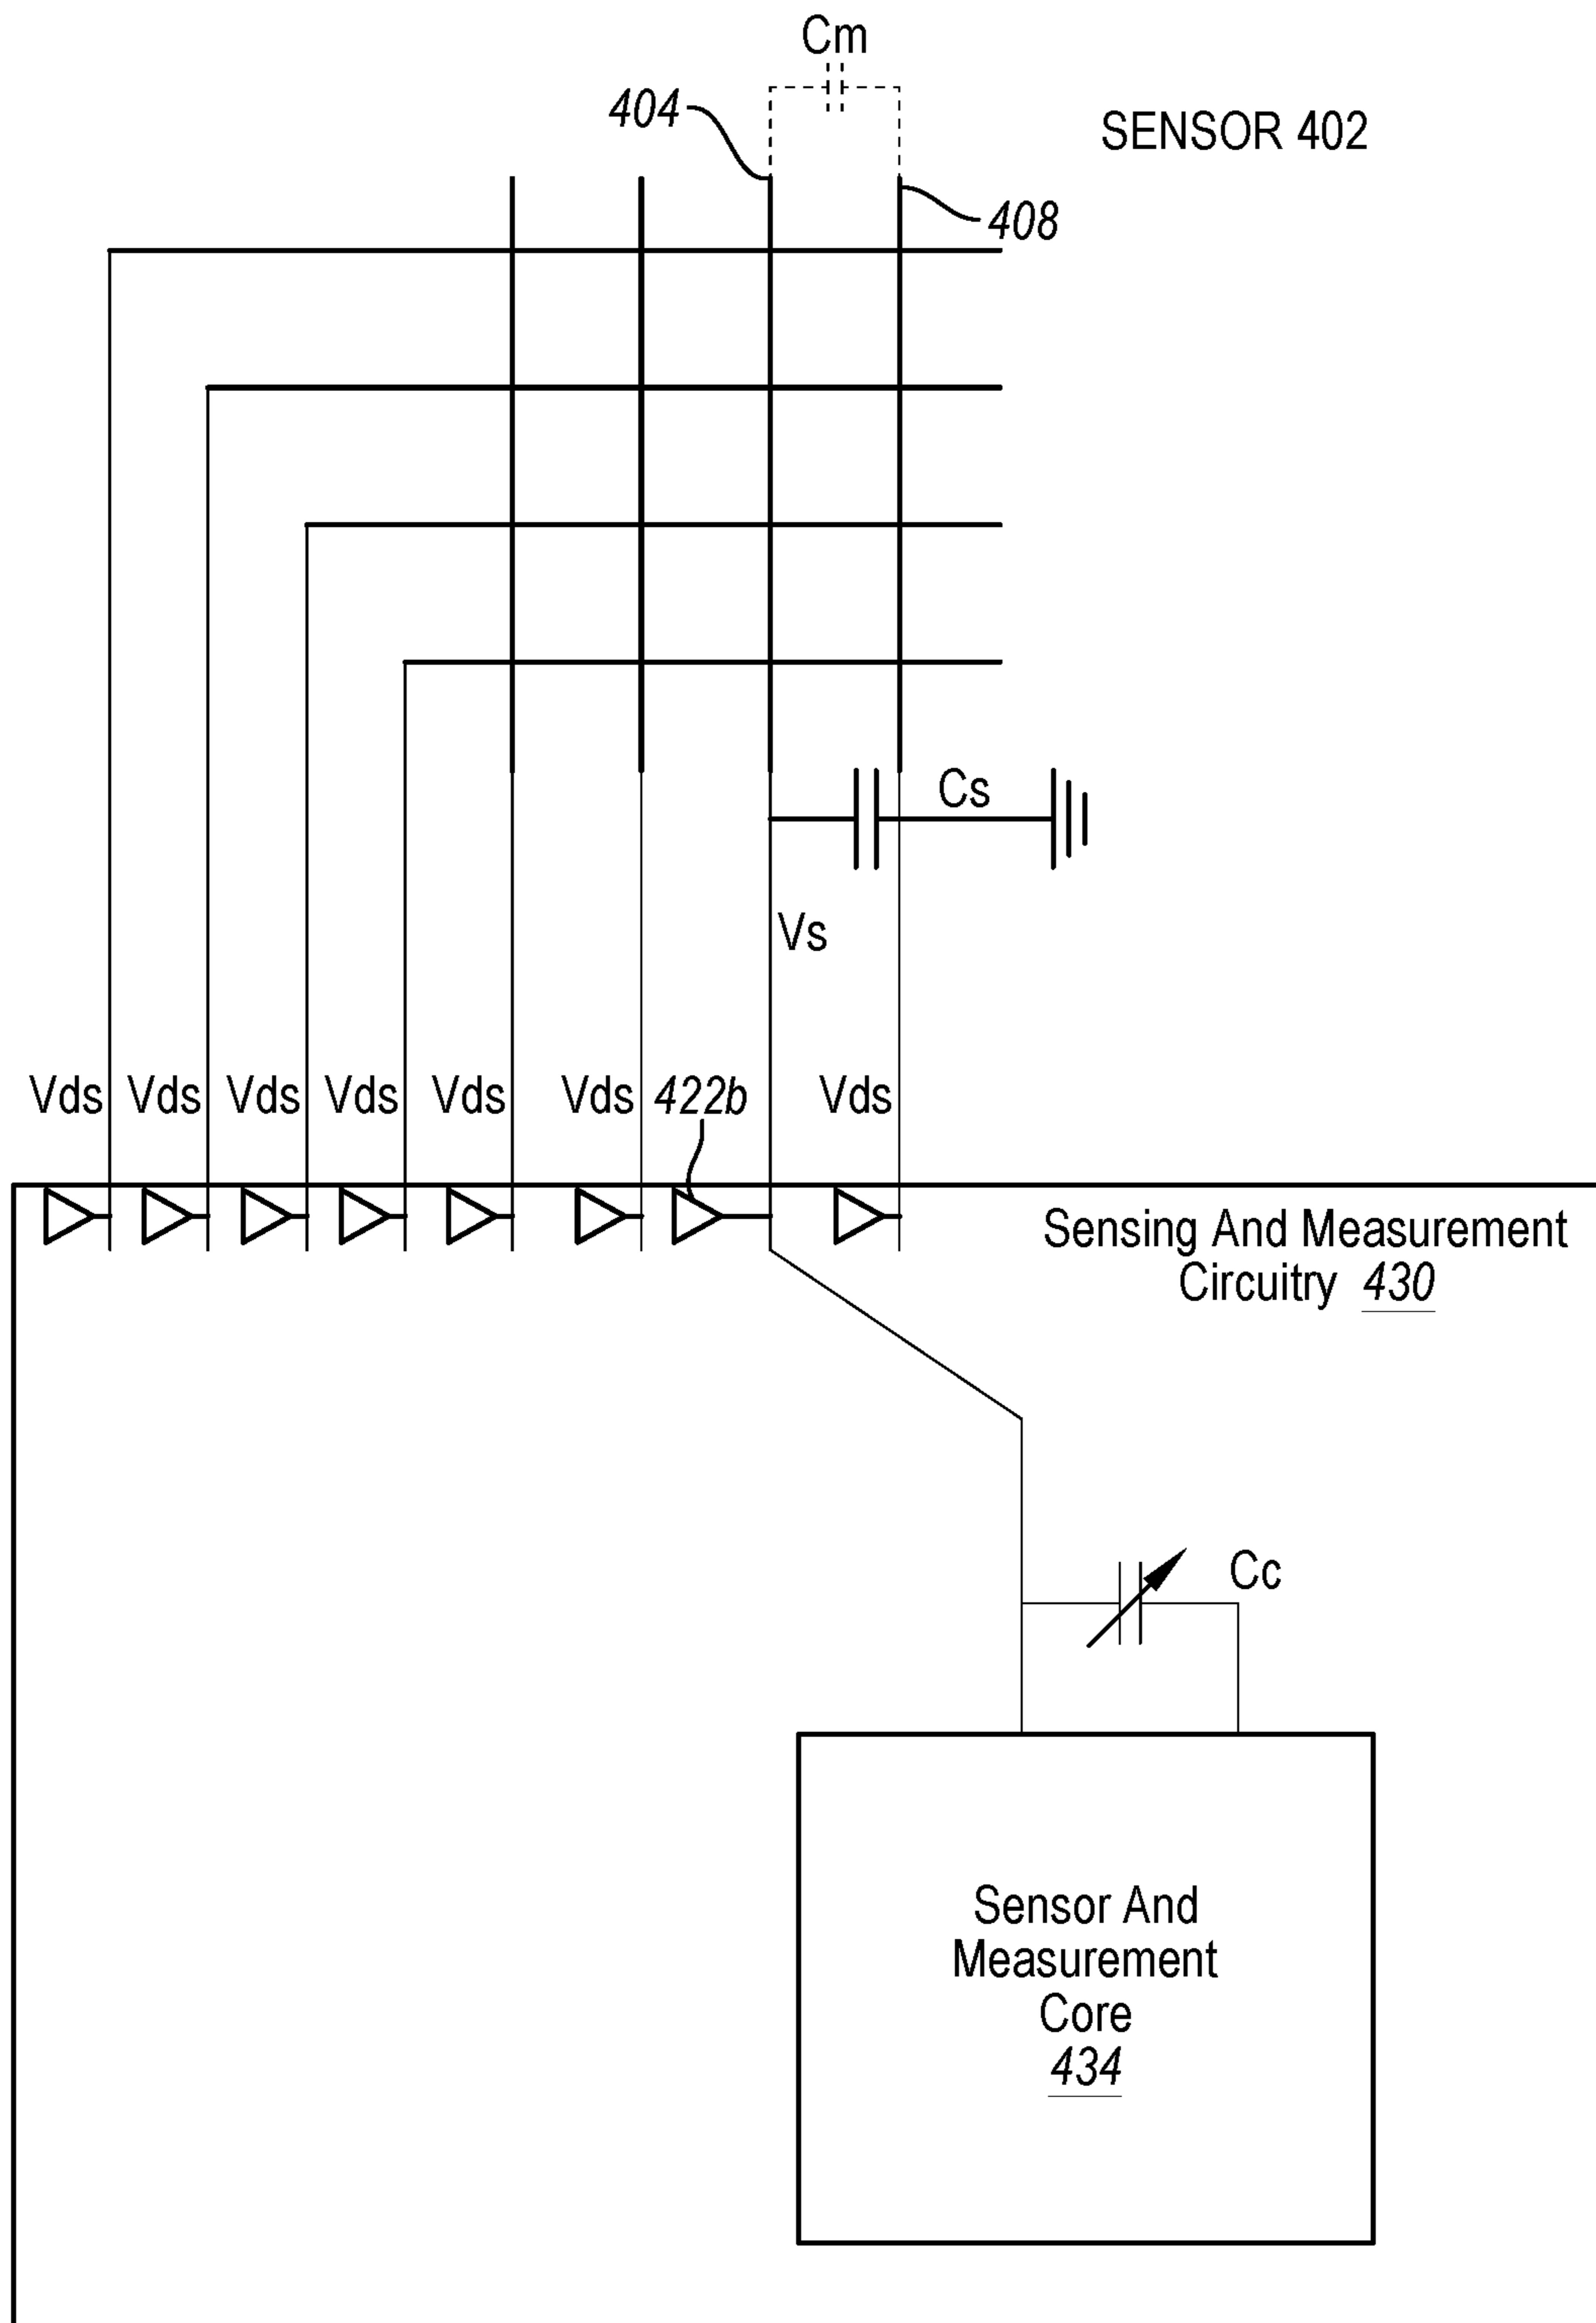 Cm
404
SENSOR 402
408
Cs
Vs
Vds Vds Vds Vds Vds Vds 422b Vds
Sensing And Measurement
Circuitry 430
Cc
Sensor And
Measurement
Core
434